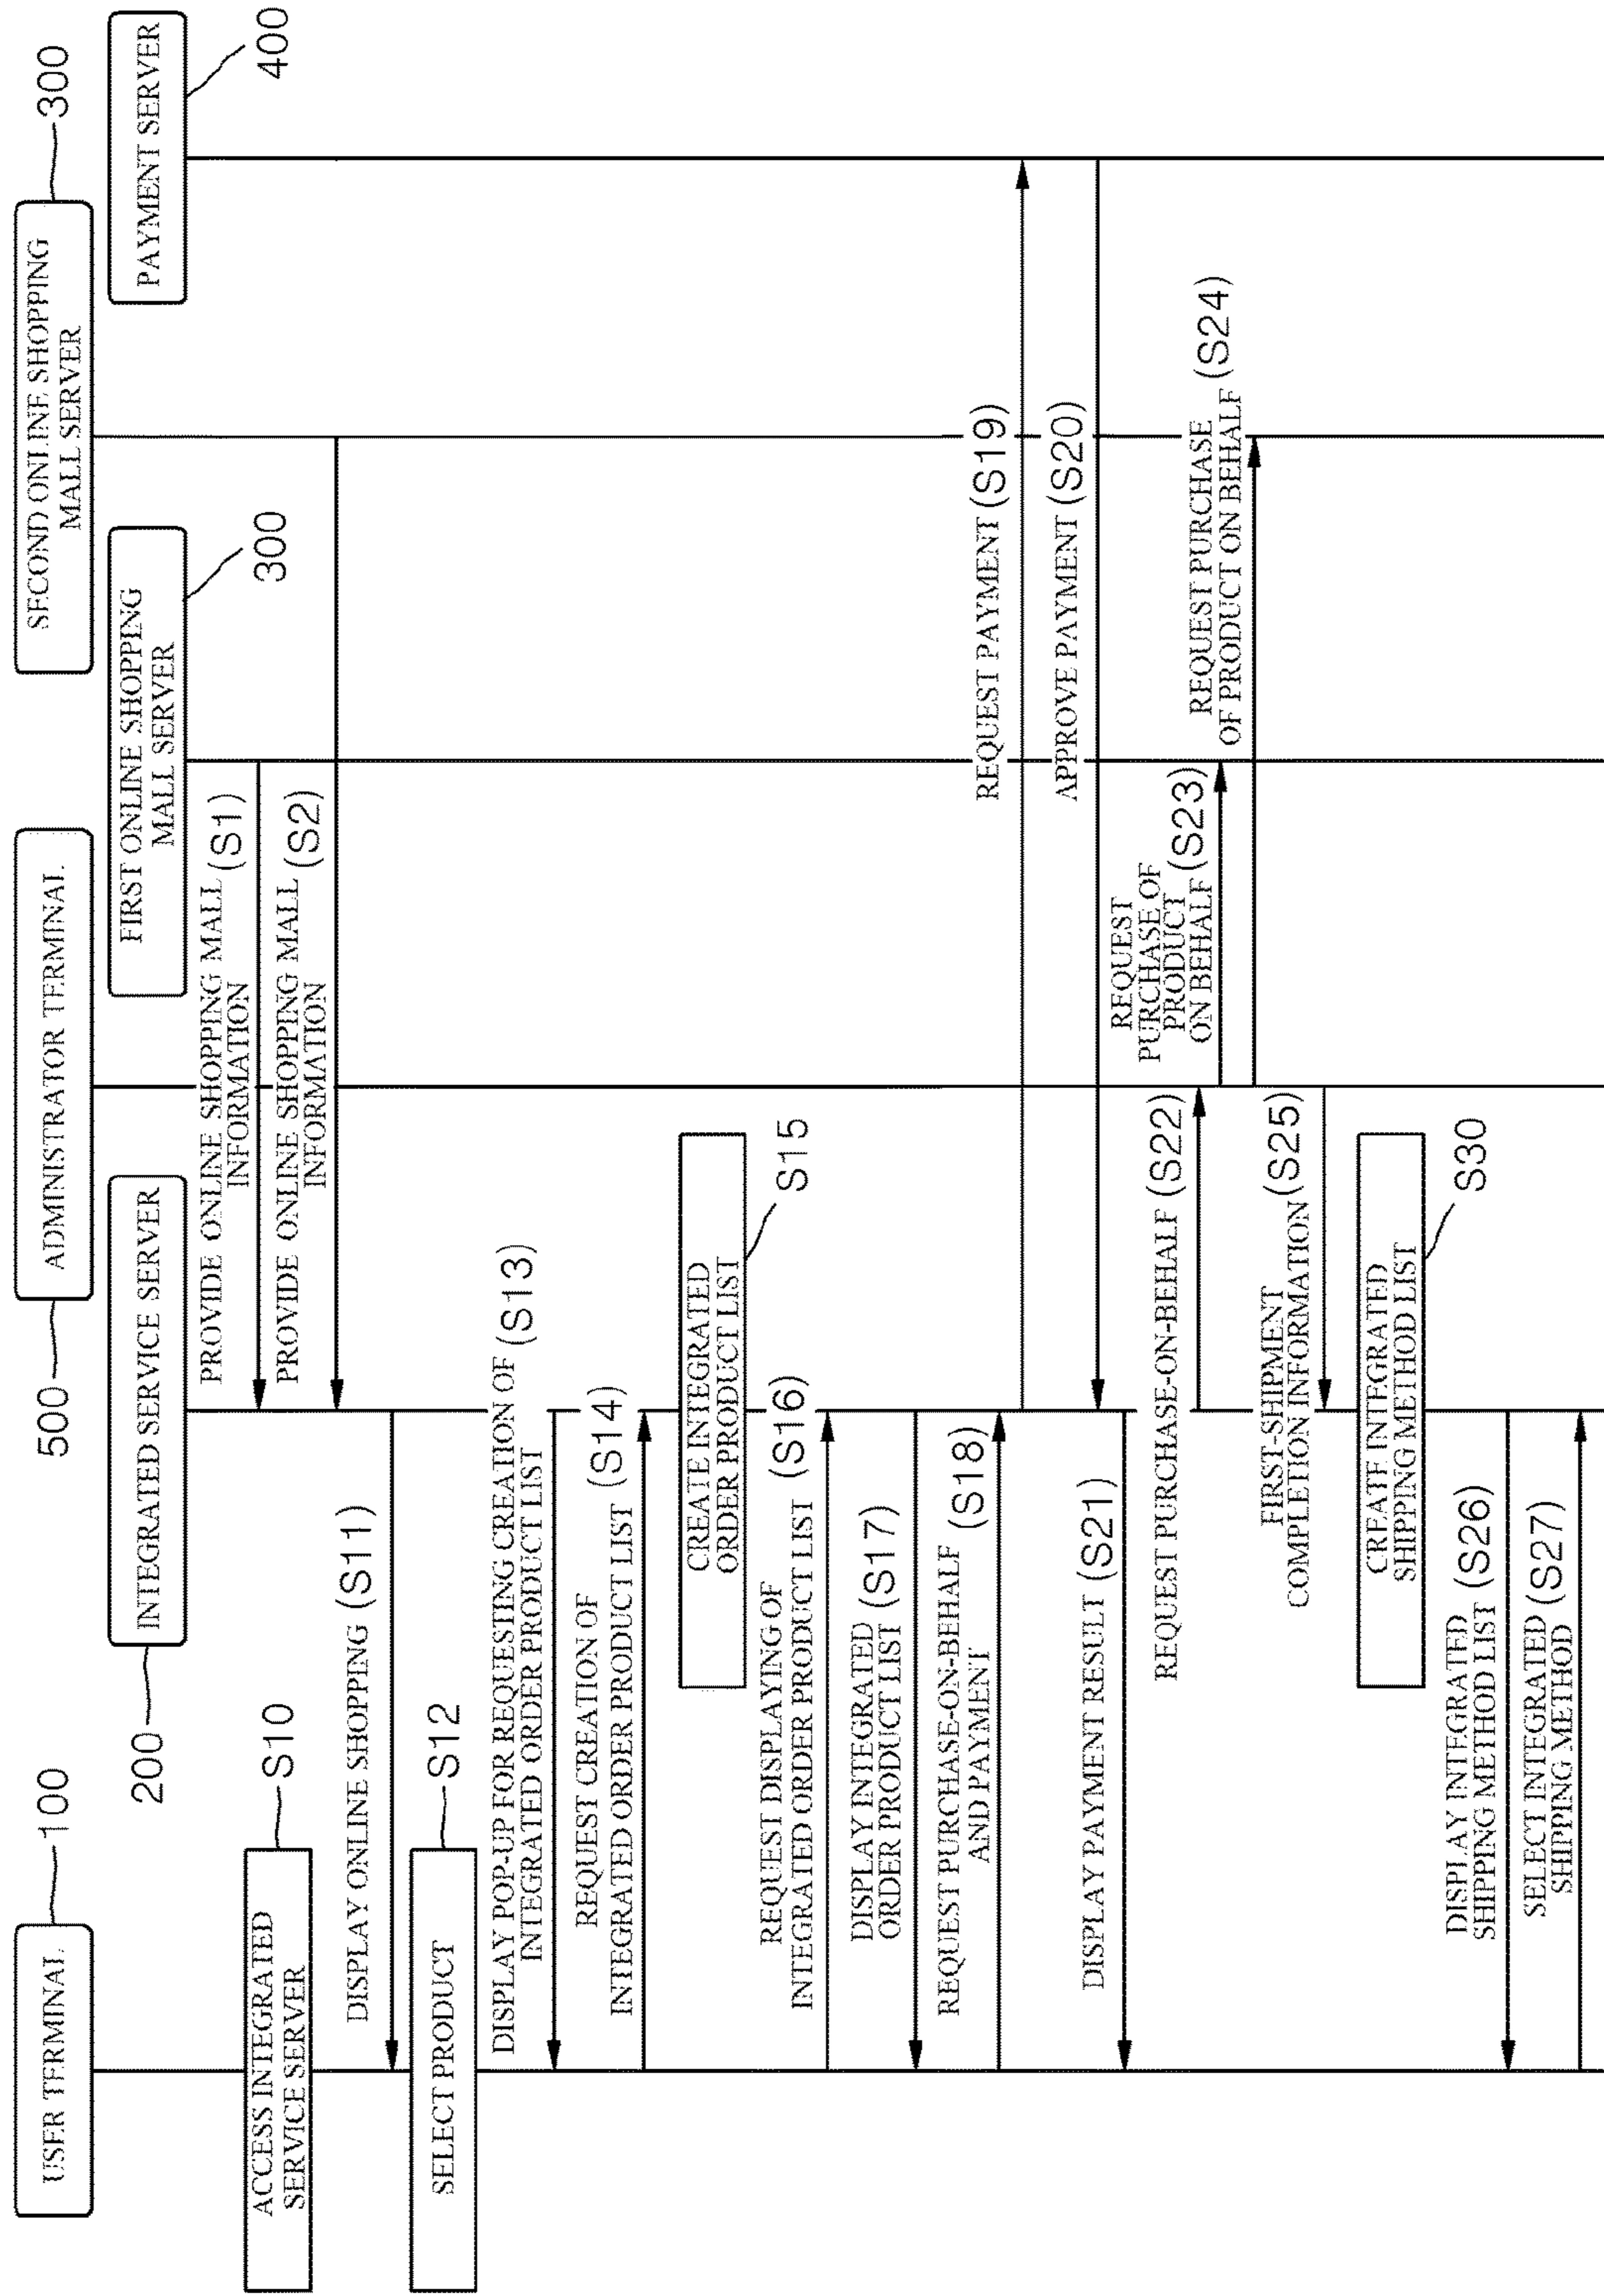 USER TERMINAL
100
ADMINISTRATOR TERMINAL
500
SECOND ONLINE SHOPPING
MALL SERVER
300
INTEGRATED SERVICE SERVER
200
FIRST ONLINE SHOPPING
MALL SERVER
300
PAYMENT SERVER
400
PROVIDE ONLINE SHOPPING MALL
INFORMATION
(S1)
PROVIDE ONLINE SHOPPING MALL
INFORMATION
(S2)
ACCESS INTEGRATED
SERVICE SERVER
S10
DISPLAY ONLINE SHOPPING (S11)
SELECT PRODUCT
S12
DISPLAY POP-UP FOR REQUESTING CREATION OF
INTEGRATED ORDER PRODUCT LIST
(S13)
REQUEST CREATION OF
INTEGRATED ORDER PRODUCT LIST
(S14)
CREATE INTEGRATED
ORDER PRODUCT LIST
S15
REQUEST DISPLAYING OF
INTEGRATED ORDER PRODUCT LIST
(S16)
DISPLAY INTEGRATED
ORDER PRODUCT LIST
(S17)
REQUEST PURCHASE-ON-BEHALF
AND PAYMENT
(S18)
REQUEST PAYMENT (S19)
APPROVE PAYMENT (S20)
DISPLAY PAYMENT RESULT (S21)
REQUEST PURCHASE-ON-BEHALF (S22)
REQUEST
PURCHASE OF
PRODUCT
ON BEHALF
(S23)
REQUEST PURCHASE
OF PRODUCT ON BEHALF
(S24)
FIRST-SHIPMENT
COMPLETION INFORMATION
(S25)
CREATE INTEGRATED
SHIPPING METHOD LIST
S30
DISPLAY INTEGRATED
SHIPPING METHOD LIST
(S26)
SELECT INTEGRATED
SHIPPING METHOD
(S27)